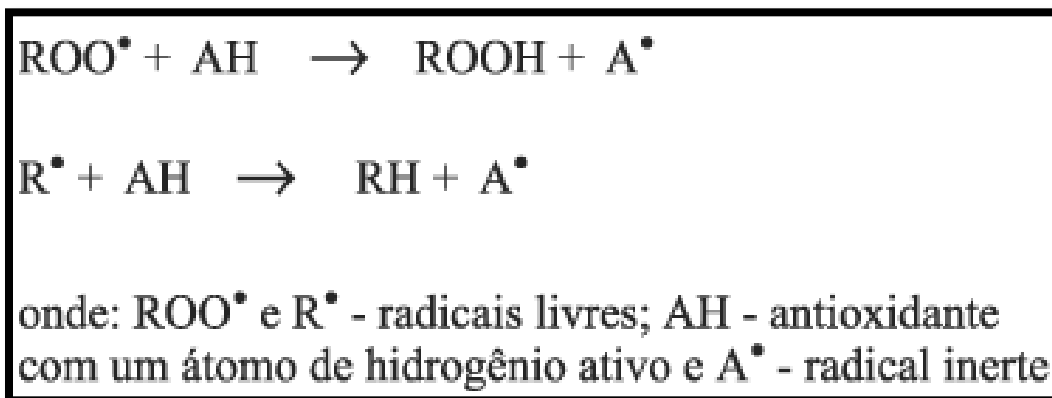 ROO• + AH → ROOH + A•
R• + AH → RH + A•
onde: ROO• e R• - radicais livres; AH - antioxidante
com um átomo de hidrogênio ativo e A• - radical inerte